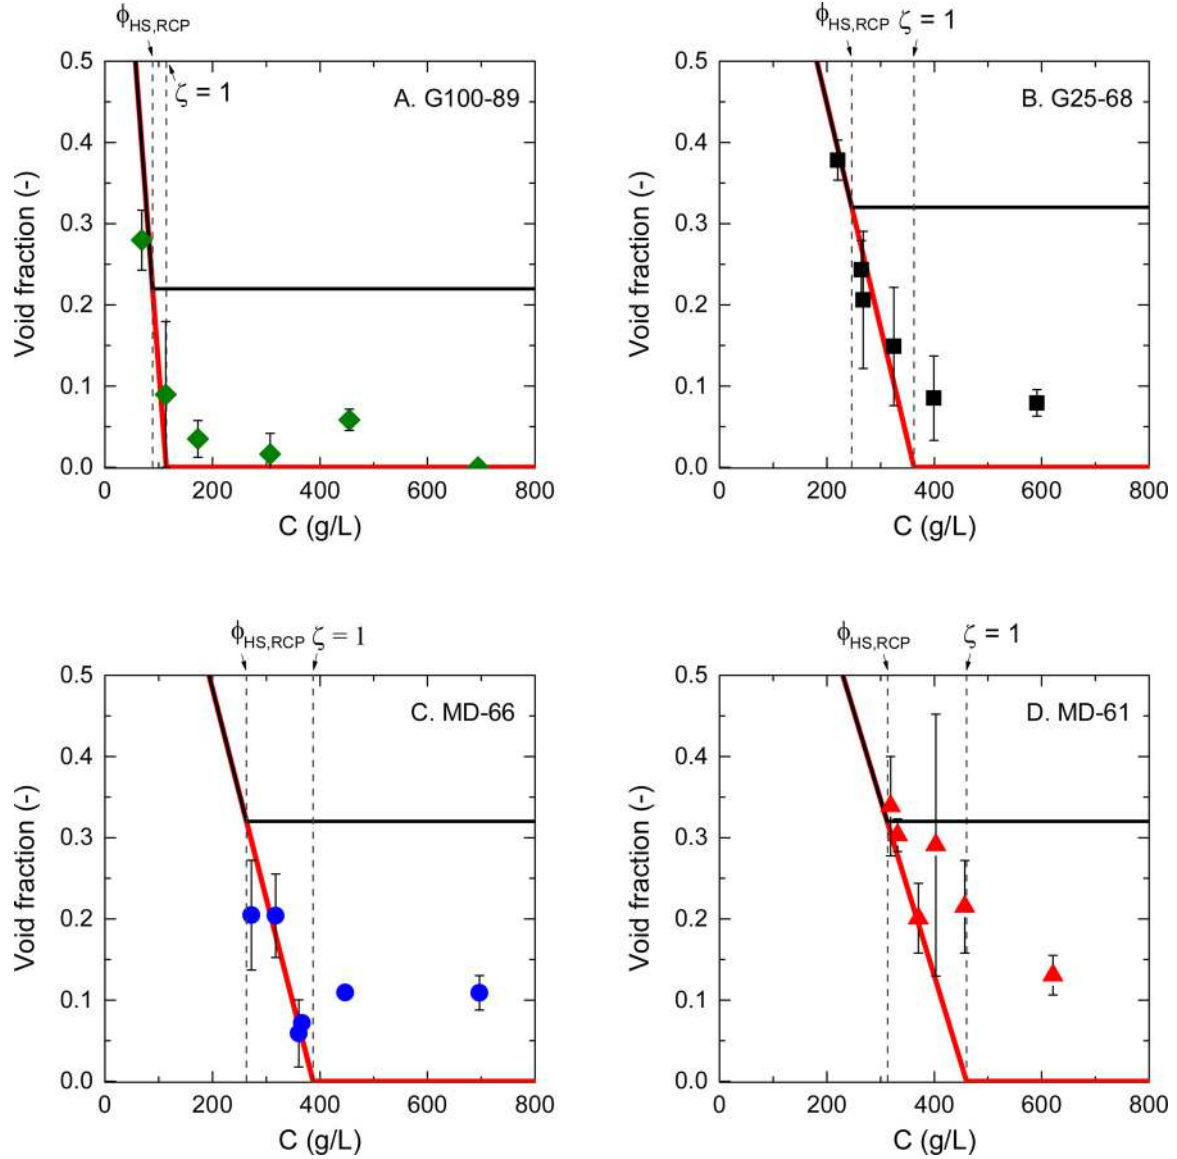 ϕHS,RCP
ζ = 1
A. G100-89
Void fraction (-)
0.5
0.4
0.3
0.2
0.1
0.0
0 200 400 600 800
C (g/L)
ϕHS,RCP ζ = 1
B. G25-68
Void fraction (-)
0.5
0.4
0.3
0.2
0.1
0.0
0 200 400 600 800
C (g/L)
ϕHS,RCP ζ = 1
C. MD-66
Void fraction (-)
0.5
0.4
0.3
0.2
0.1
0.0
0 200 400 600 800
C (g/L)
ϕHS,RCP ζ = 1
D. MD-61
Void fraction (-)
0.5
0.4
0.3
0.2
0.1
0.0
0 200 400 600 800
C (g/L)